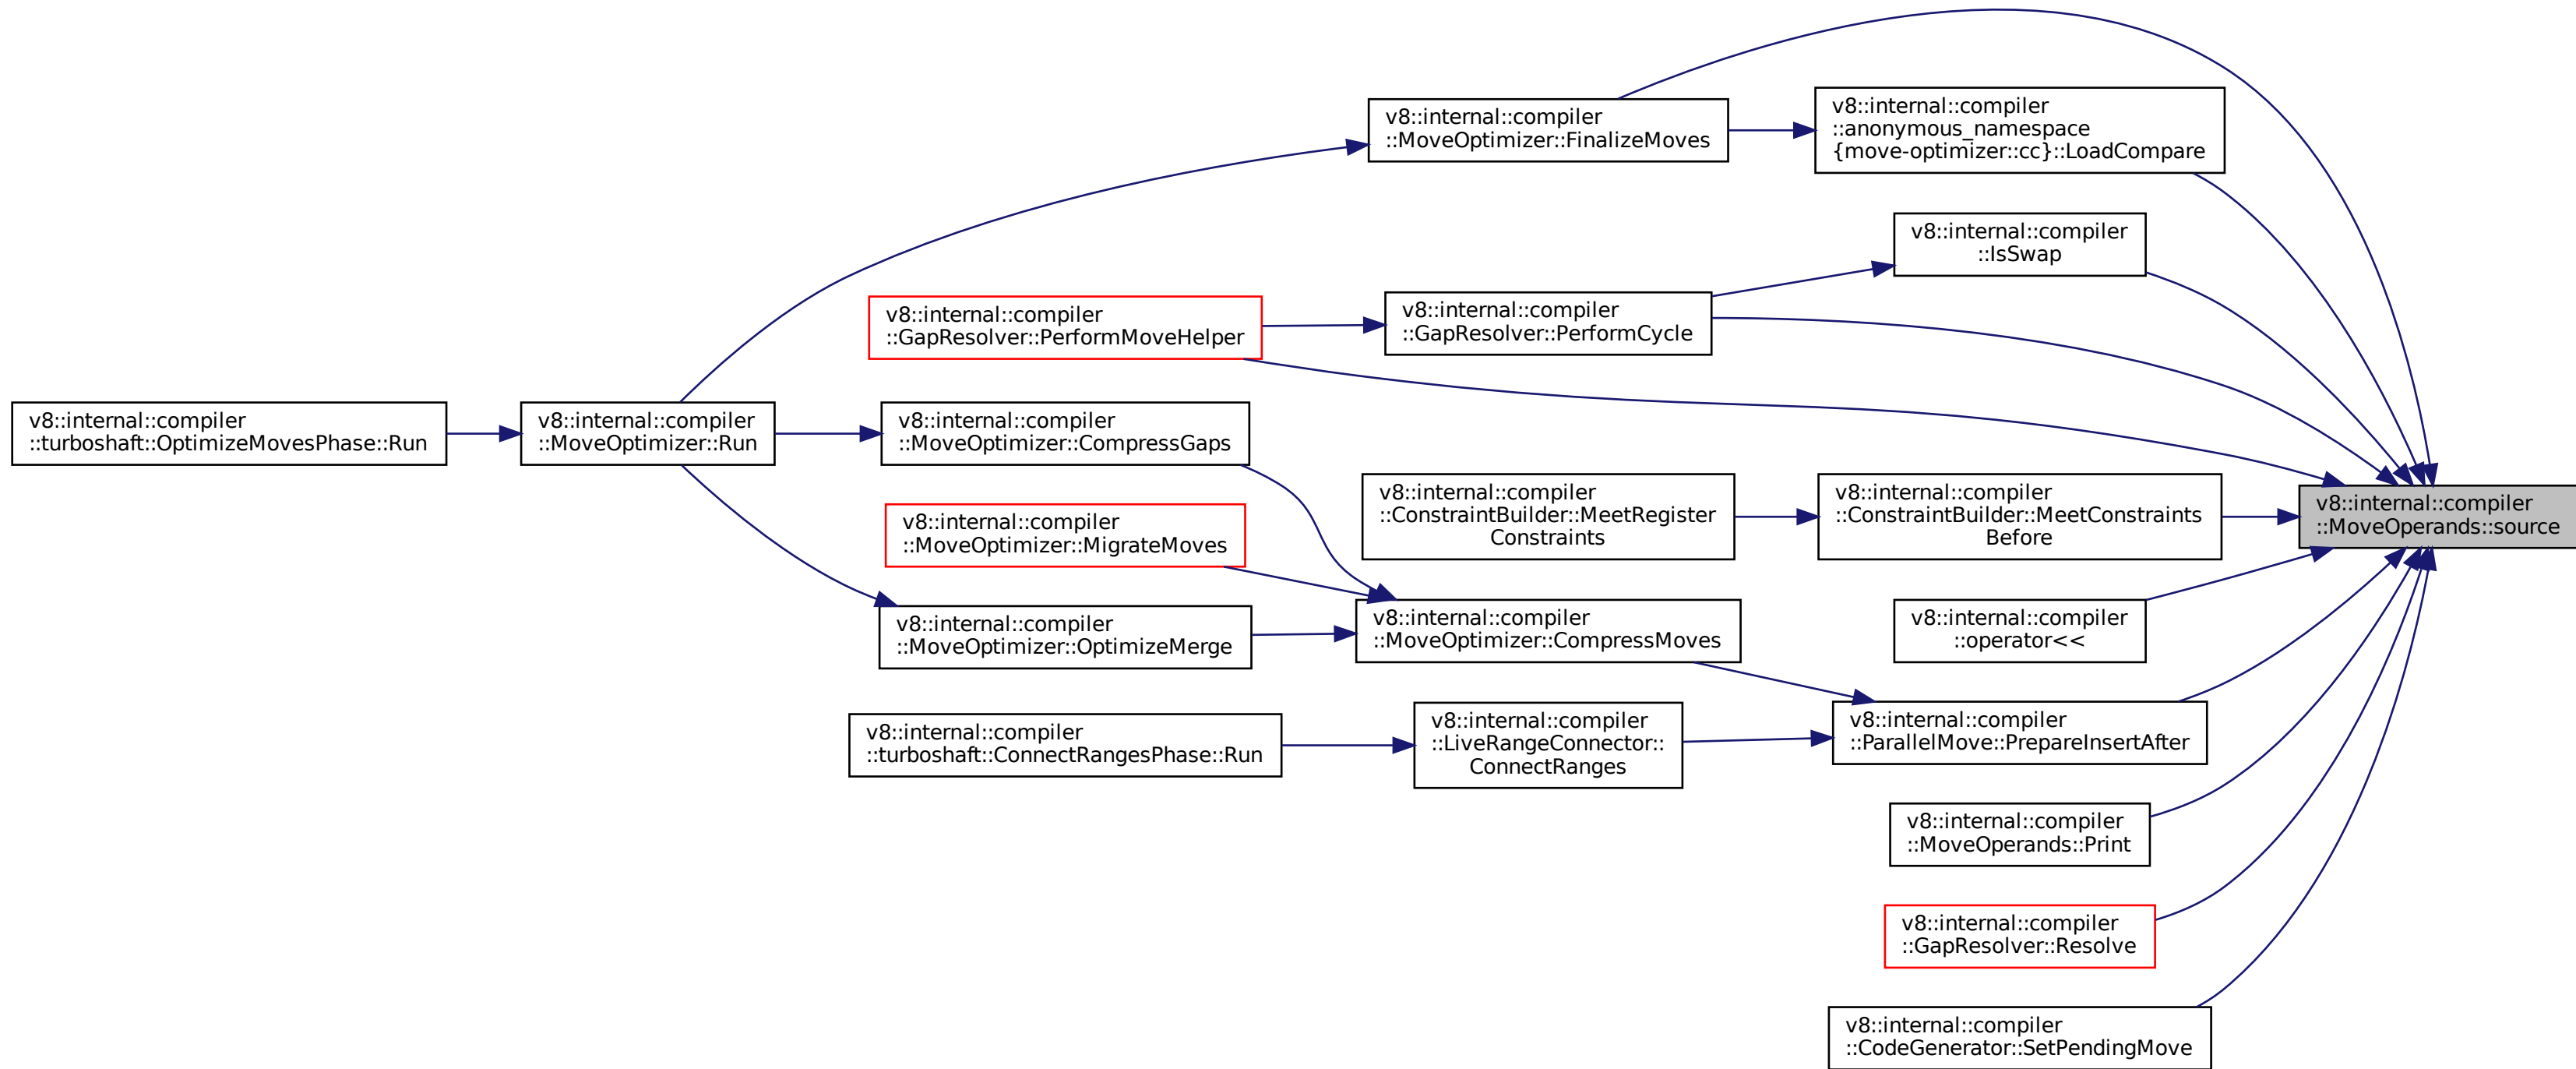 v8::internal::compiler
::MoveOptimizer::FinalizeMoves
v8::internal::compiler
::anonymous_namespace
{move-optimizer::cc}::LoadCompare
v8::internal::compiler
::IsSwap
v8::internal::compiler
::GapResolver::PerformMoveHelper
v8::internal::compiler
::GapResolver::PerformCycle
v8::internal::compiler
::turboshaft::OptimizeMovesPhase::Run
v8::internal::compiler
::MoveOptimizer::Run
v8::internal::compiler
::MoveOptimizer::CompressGaps
v8::internal::compiler
::ConstraintBuilder::MeetRegister
Constraints
v8::internal::compiler
::ConstraintBuilder::MeetConstraints
Before
v8::internal::compiler
::MoveOperands::source
v8::internal::compiler
::MoveOptimizer::MigrateMoves
v8::internal::compiler
::MoveOptimizer::OptimizeMerge
v8::internal::compiler
::MoveOptimizer::CompressMoves
v8::internal::compiler
::operator<<
v8::internal::compiler
::turboshaft::ConnectRangesPhase::Run
v8::internal::compiler
::LiveRangeConnector::
ConnectRanges
v8::internal::compiler
::ParallelMove::PrepareInsertAfter
v8::internal::compiler
::MoveOperands::Print
v8::internal::compiler
::GapResolver::Resolve
v8::internal::compiler
::CodeGenerator::SetPendingMove